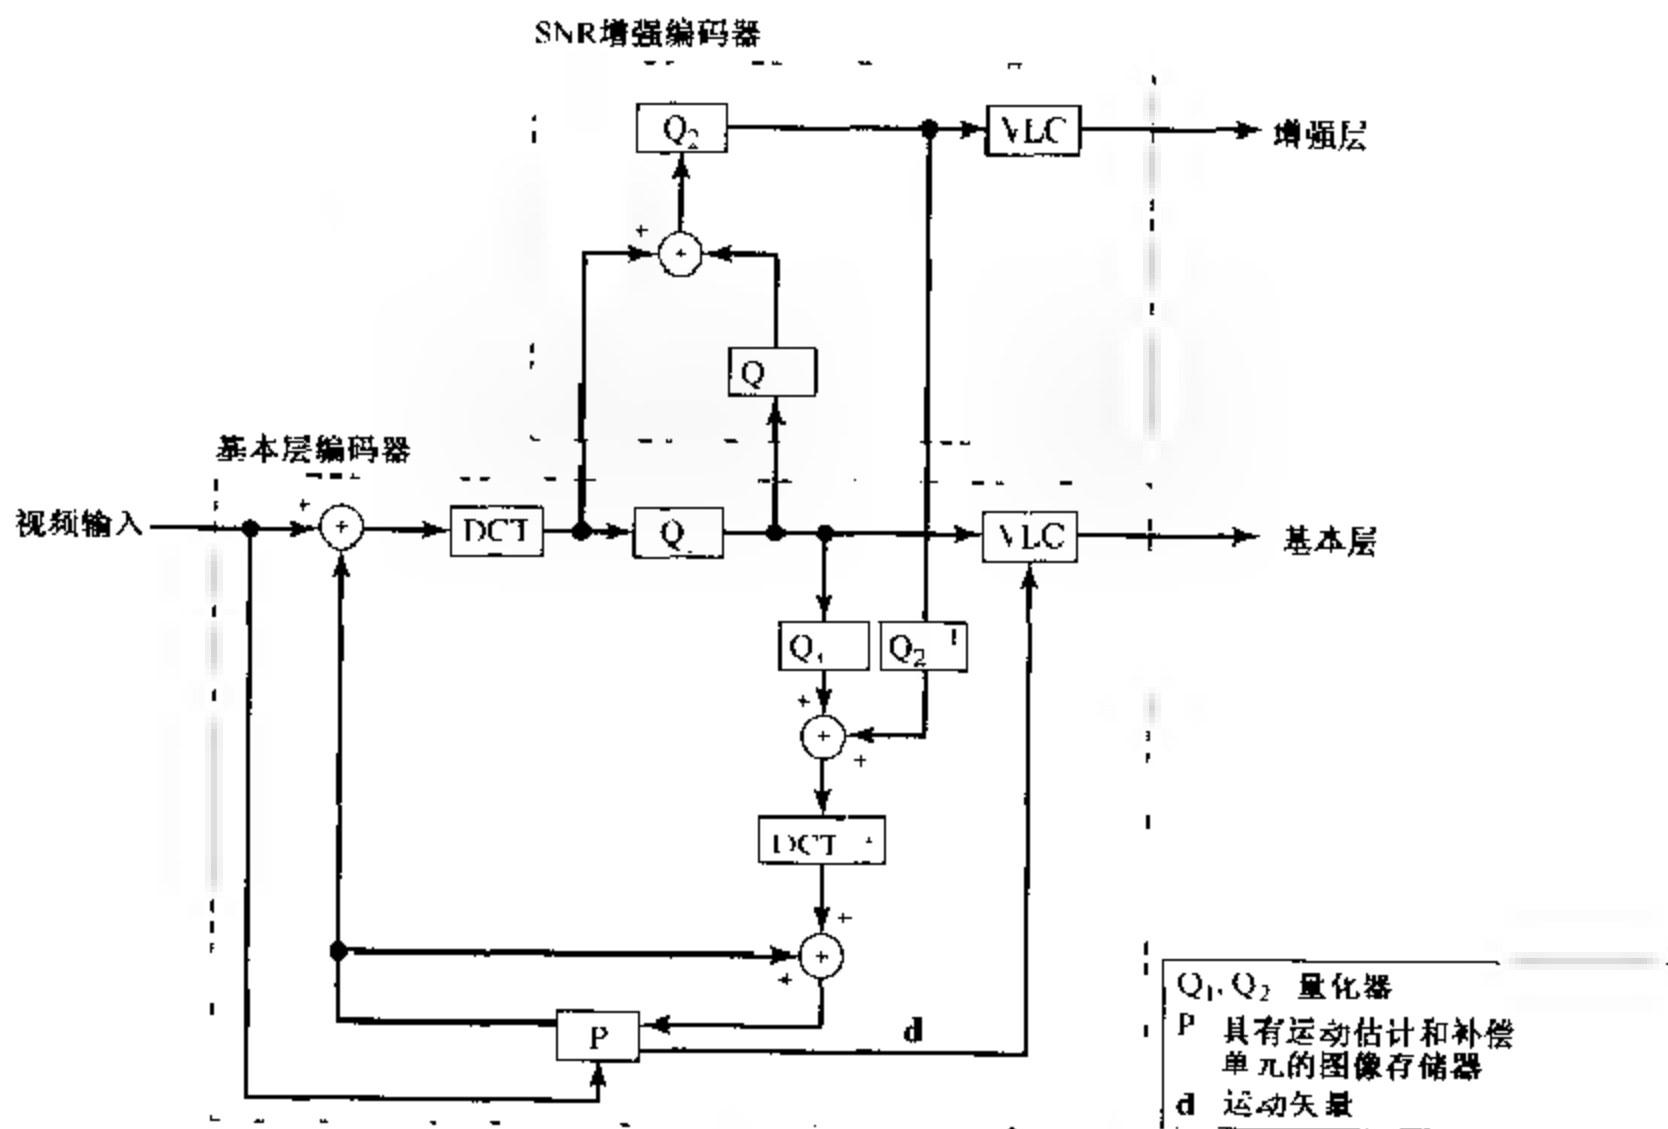 SNR增强编码器
Q₂
VLC
增强层
+
+
Q
基本层编码器
视频输入
+
+
DCT
Q
VLC
基本层
Q₁
Q₂⁻¹
+
+
+
DCT
+
+
+
P
d
Q₁, Q₂ 量化器
P 具有运动估计和补偿
单元的图像存储器
d 运动矢量